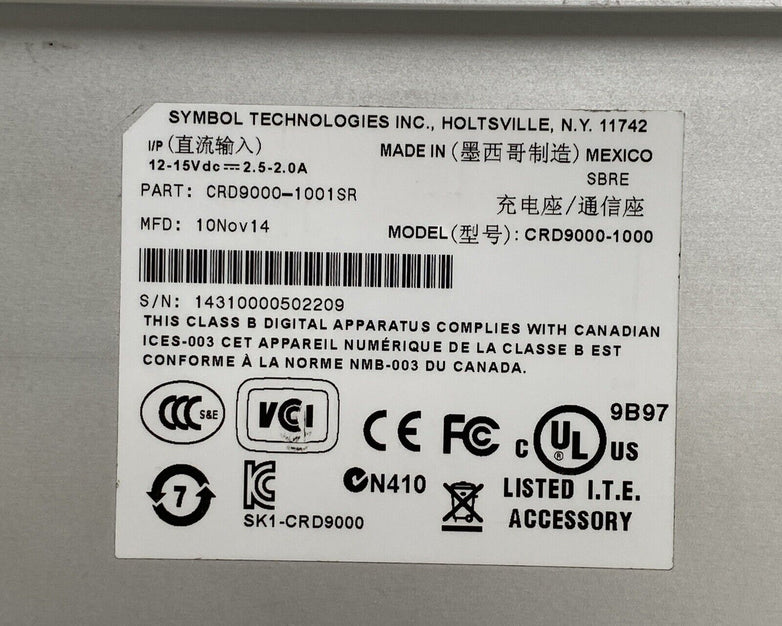 SYMBOL TECHNOLOGIES INC., HOLTSVILLE, N.Y. 11742
I/P (直流输入)
12-15Vdc⎓2.5-2.0A
MADE IN (墨西哥制造) MEXICO
SBRE
PART: CRD9000-1001SR
充电座/通信座
MFD: 10Nov14
MODEL(型号): CRD9000-1000
S/N: 14310000502209
THIS CLASS B DIGITAL APPARATUS COMPLIES WITH CANADIAN
ICES-003 CET APPAREIL NUMÉRIQUE DE LA CLASSE B EST
CONFORME À LA NORME NMB-003 DU CANADA.
CCC S&E
VCCI
CE
FC
C UL® US
9B97
7
KC
SK1-CRD9000
N410
LISTED I.T.E.
ACCESSORY